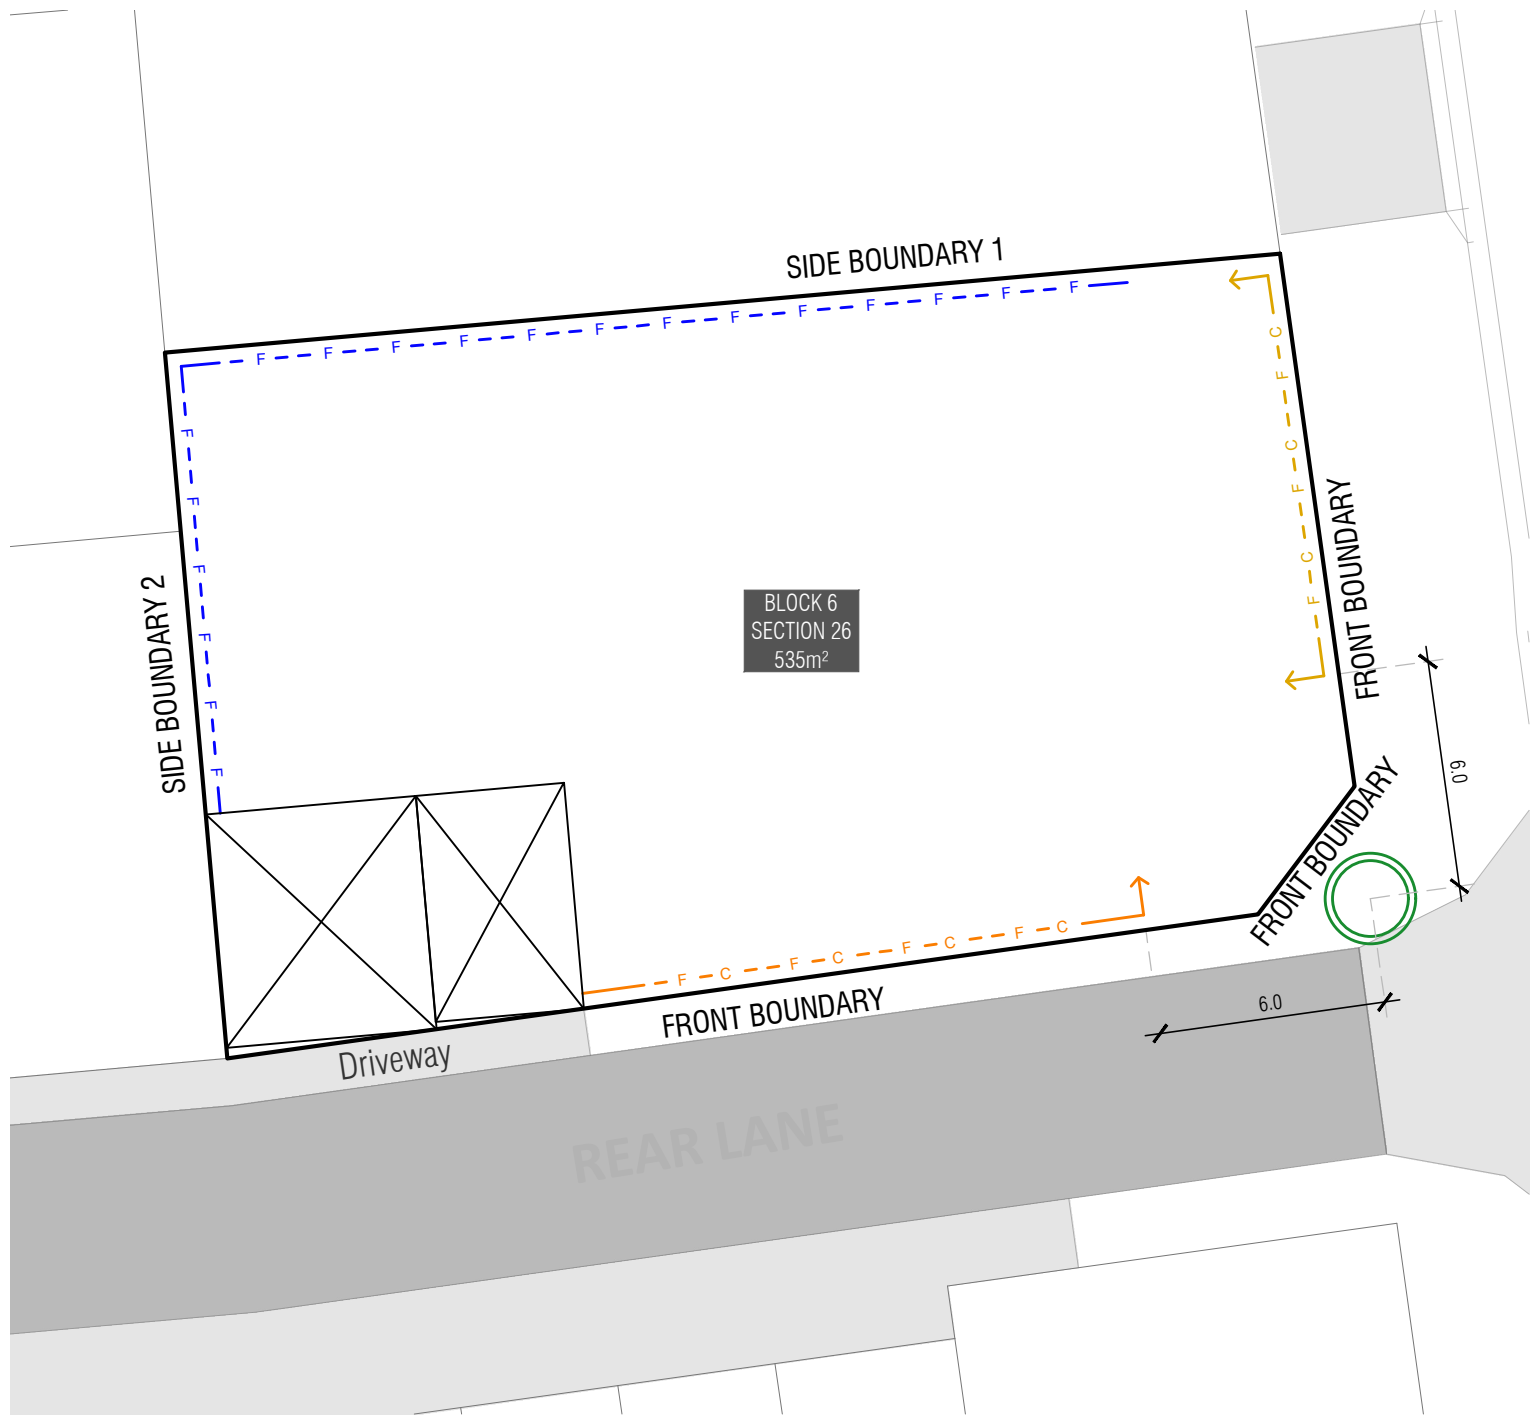 SIDE BOUNDARY 1
F F F F F F F F F F F F F
C
F
C
F
C
F
F
F
F
F
F
F
SIDE BOUNDARY 2
BLOCK 6
SECTION 26
535m²
FRONT BOUNDARY
6.0
FRONT BOUNDARY
F C F C F C F C
FRONT BOUNDARY
6.0
Driveway
REAR LANE